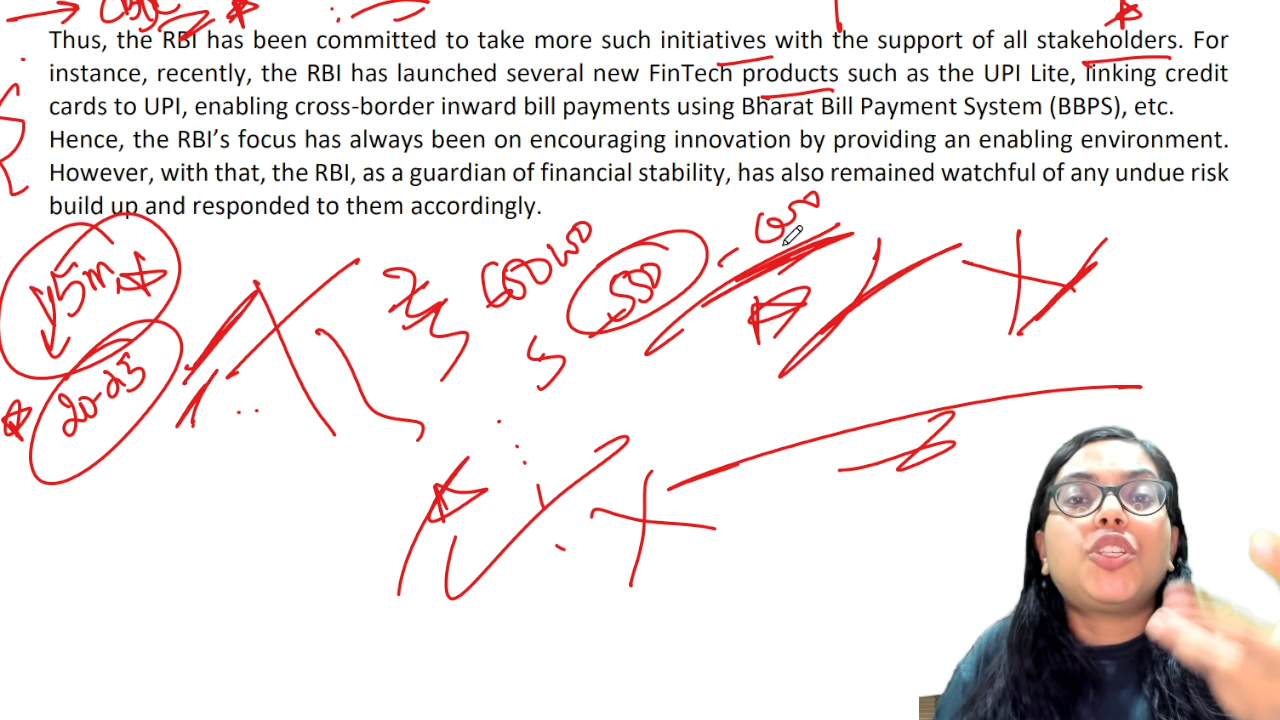 CBDC
Thus, the RBI has been committed to take more such initiatives with the support of all stakeholders. For
instance, recently, the RBI has launched several new FinTech products such as the UPI Lite, linking credit
cards to UPI, enabling cross-border inward bill payments using Bharat Bill Payment System (BBPS), etc.
Hence, the RBI’s focus has always been on encouraging innovation by providing an enabling environment.
However, with that, the RBI, as a guardian of financial stability, has also remained watchful of any undue risk
build up and responded to them accordingly.
550
20-25